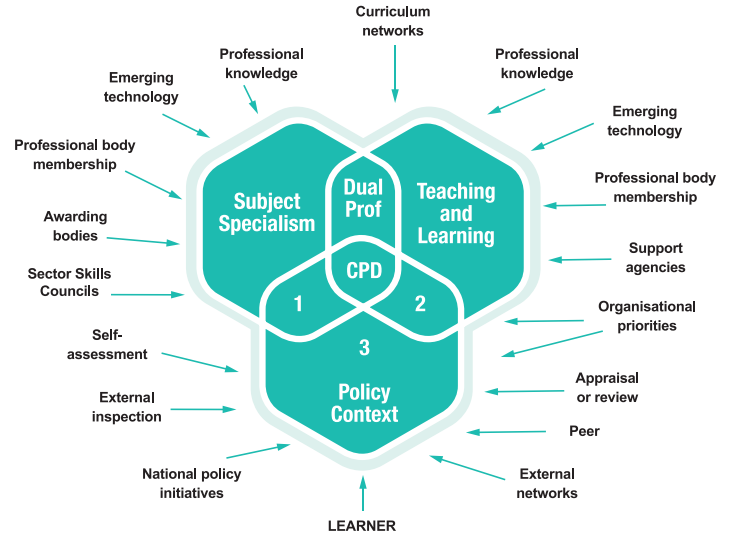 Curriculum
networks
Professional
knowledge
Professional
knowledge
Emerging
technology
Emerging
technology
Professional body
membership
Professional body
membership
Awarding
bodies
Support
agencies
Sector Skills
Councils
Organisational
priorities
Self-
assessment
Appraisal
or review
External
inspection
Peer
National policy
initiatives
External
networks
LEARNER
Subject
Specialism
Dual
Prof
Teaching
and
Learning
CPD
1
2
3
Policy
Context